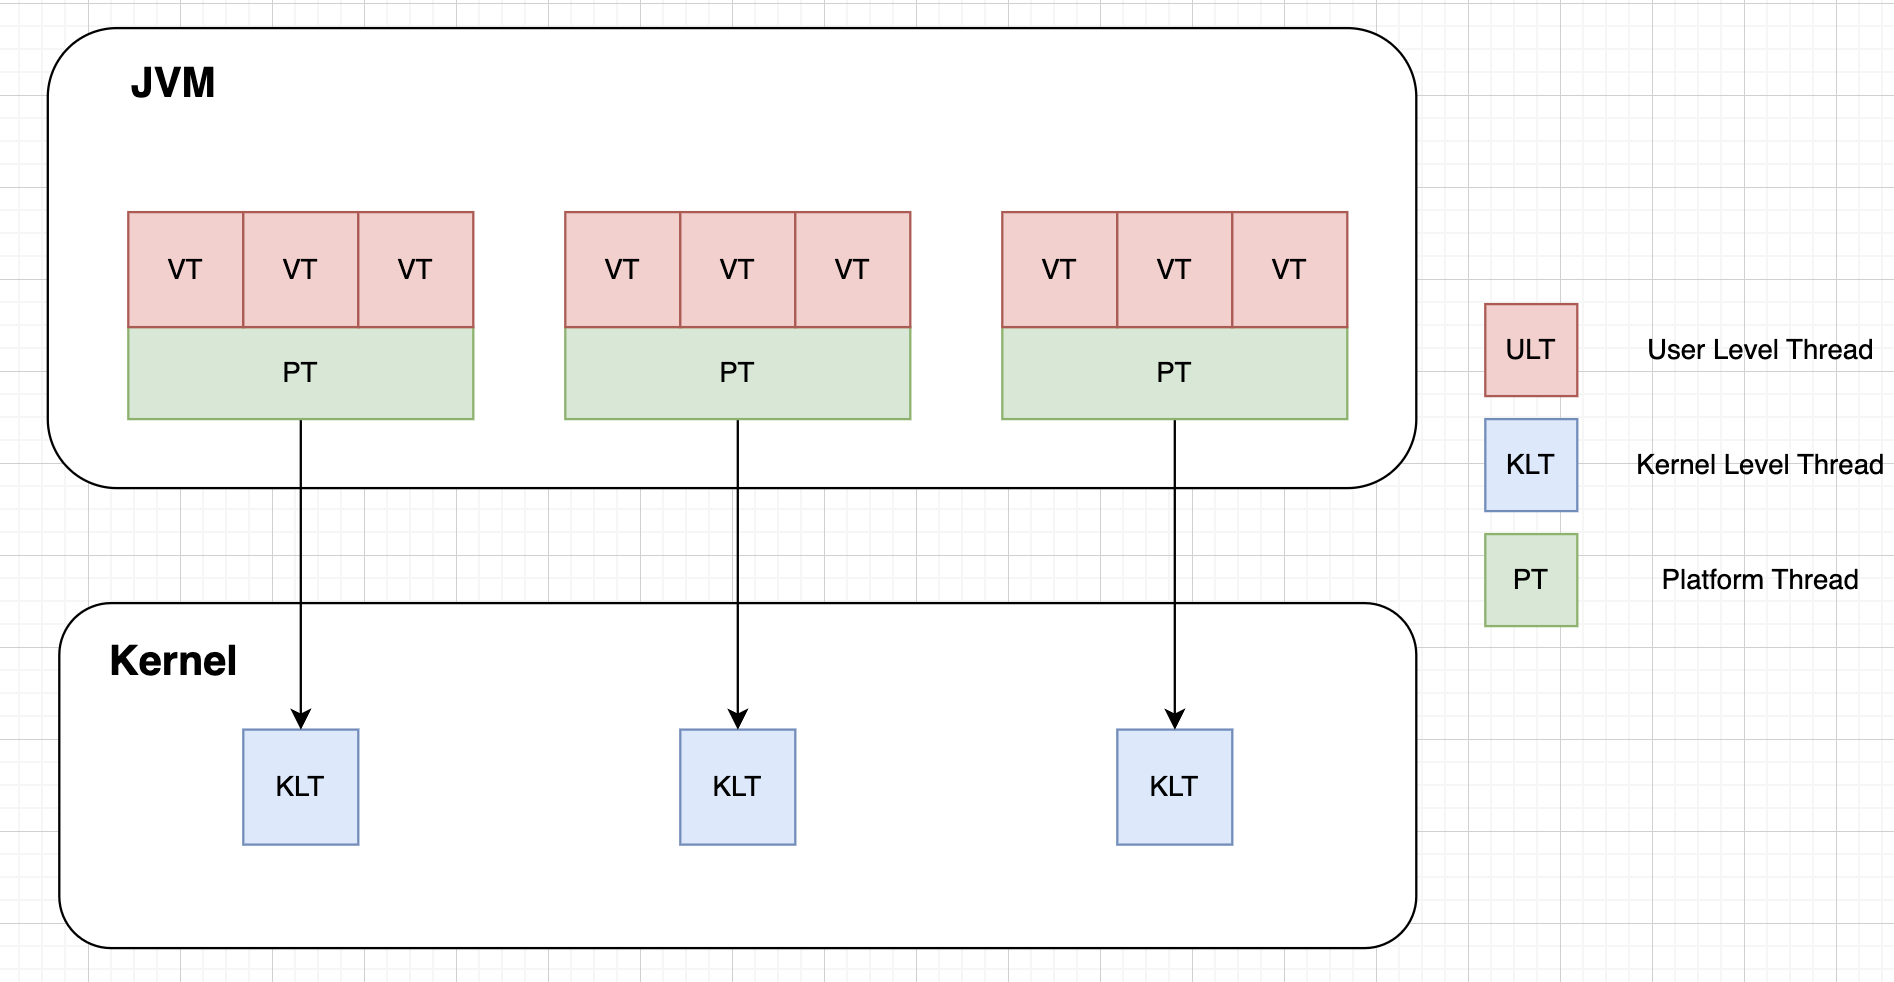 JVM
VT VT VT VT VT VT VT VT VT
PT PT PT
ULT User Level Thread
KLT Kernel Level Thread
PT Platform Thread
Kernel
KLT KLT KLT